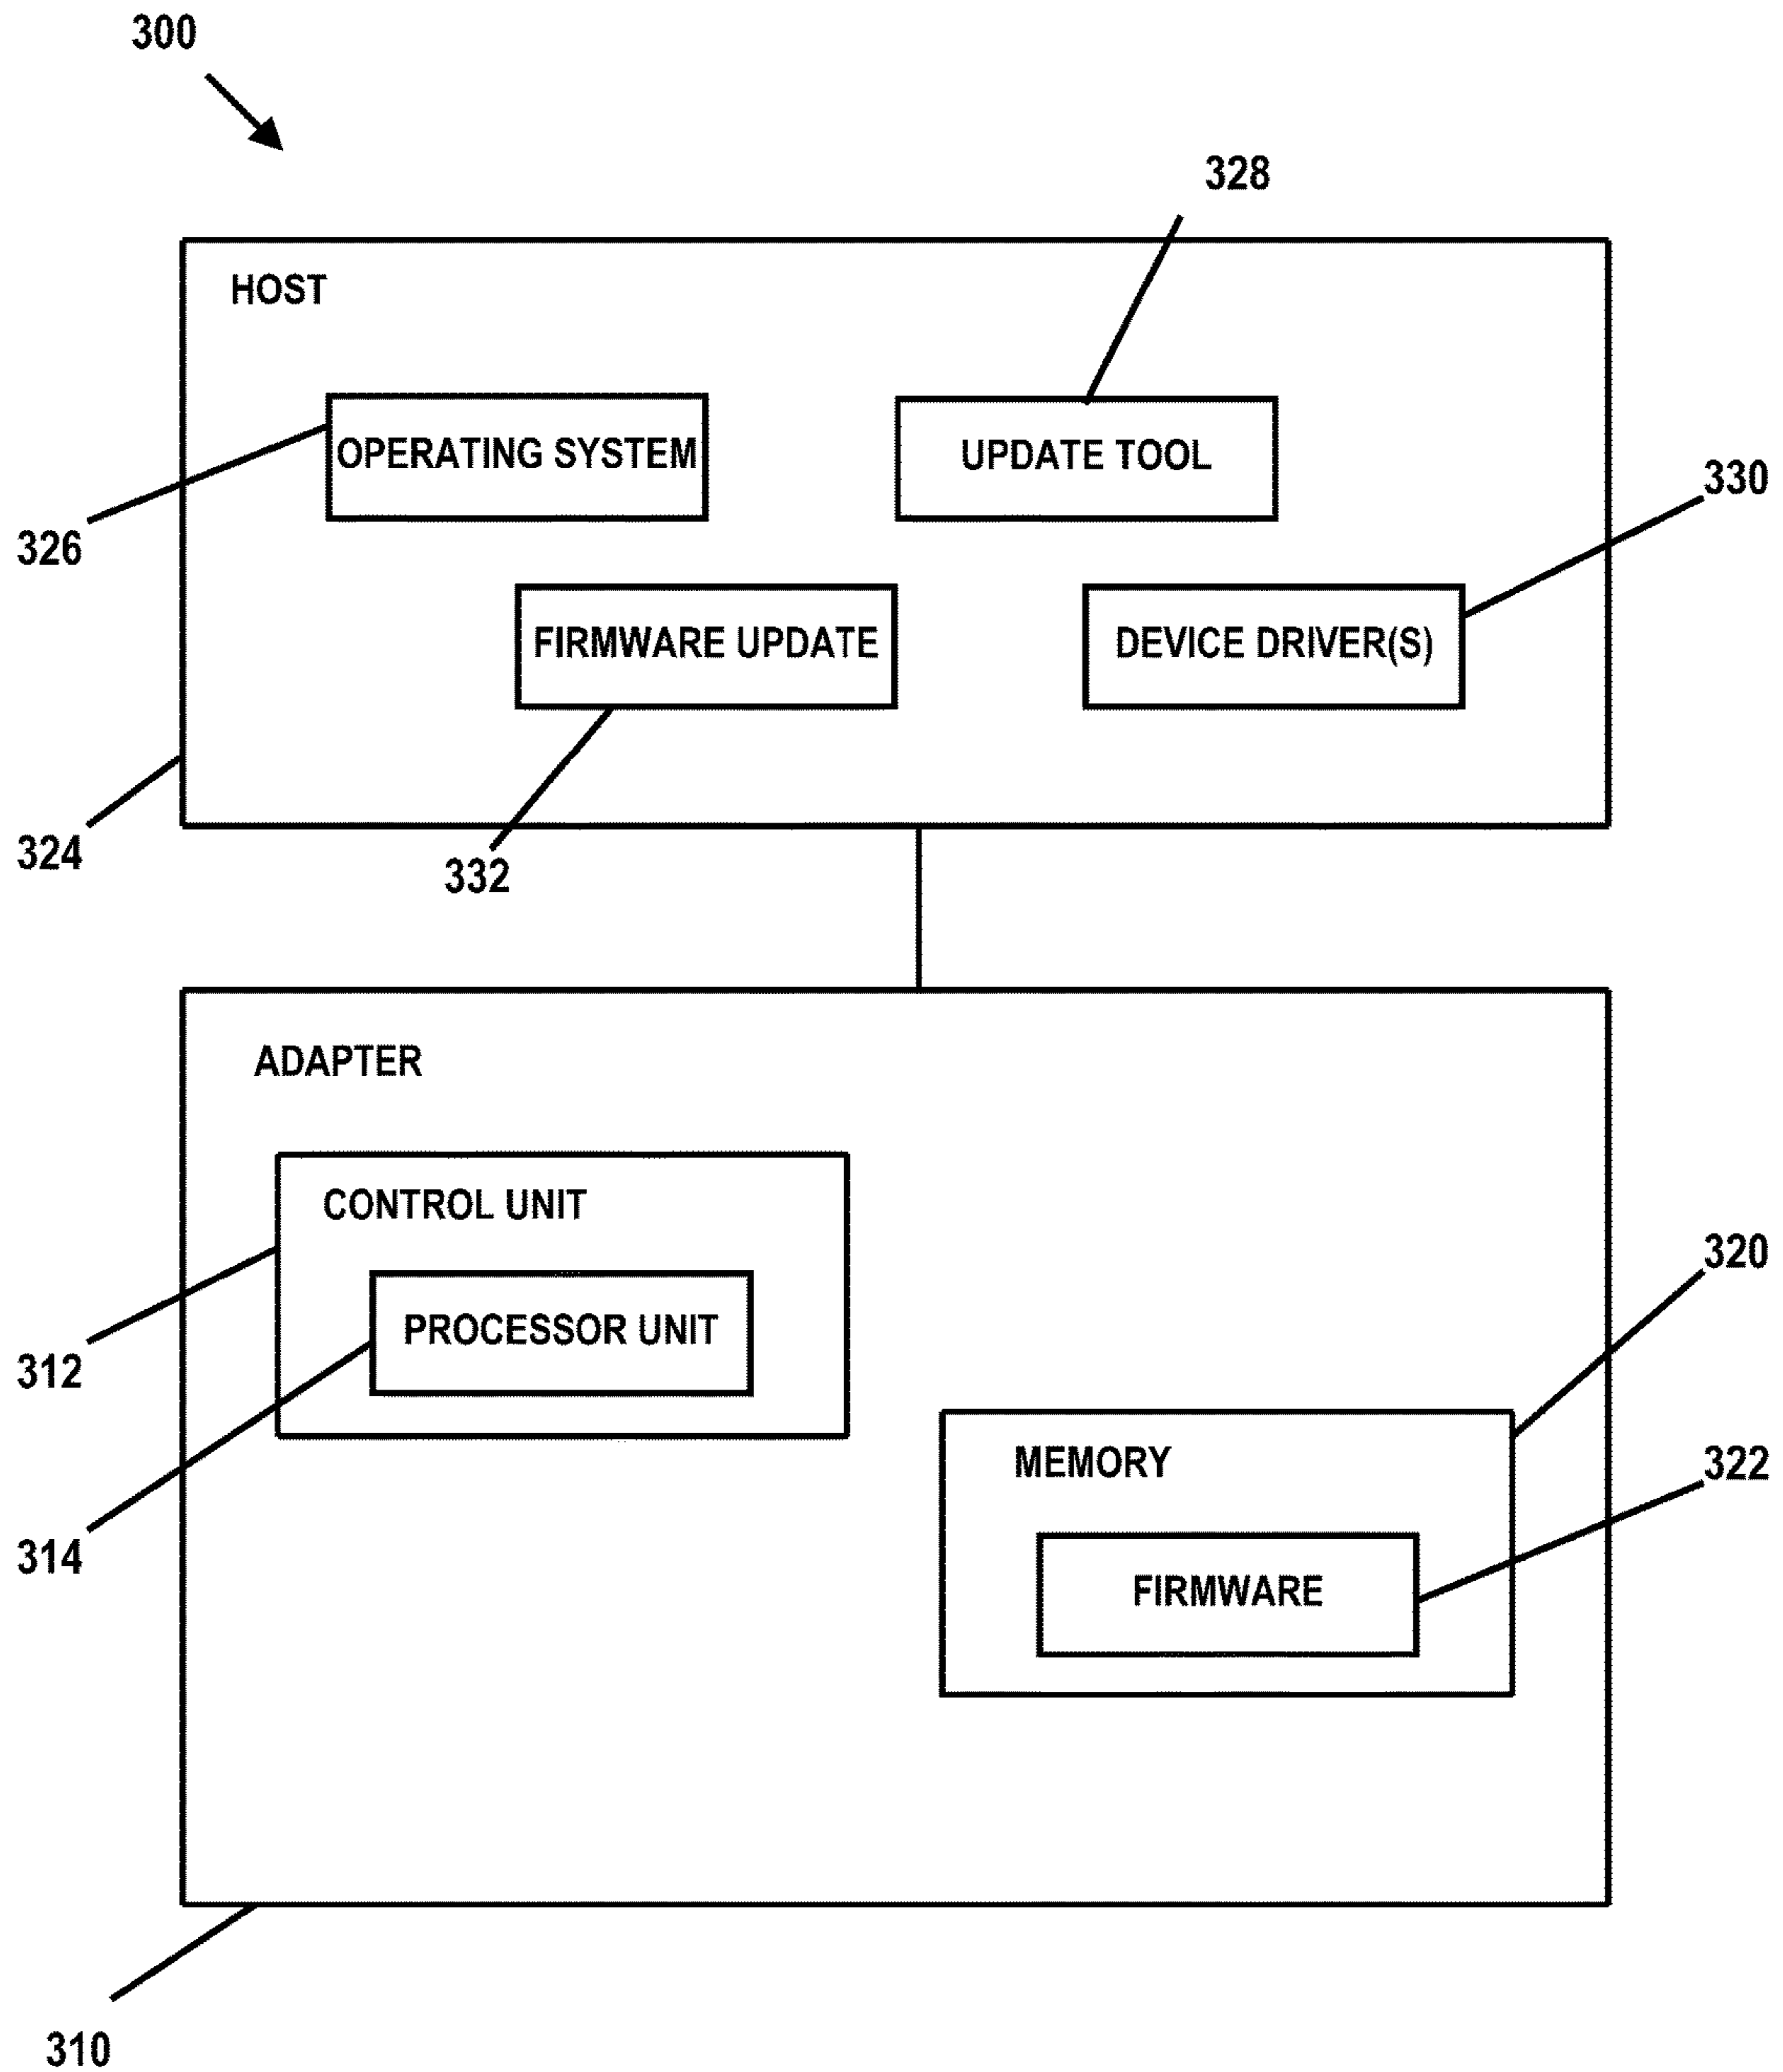 300
328
HOST
OPERATING SYSTEM
UPDATE TOOL
330
326
FIRMWARE UPDATE
DEVICE DRIVER(S)
324
332
ADAPTER
CONTROL UNIT
320
PROCESSOR UNIT
312
MEMORY
322
314
FIRMWARE
310